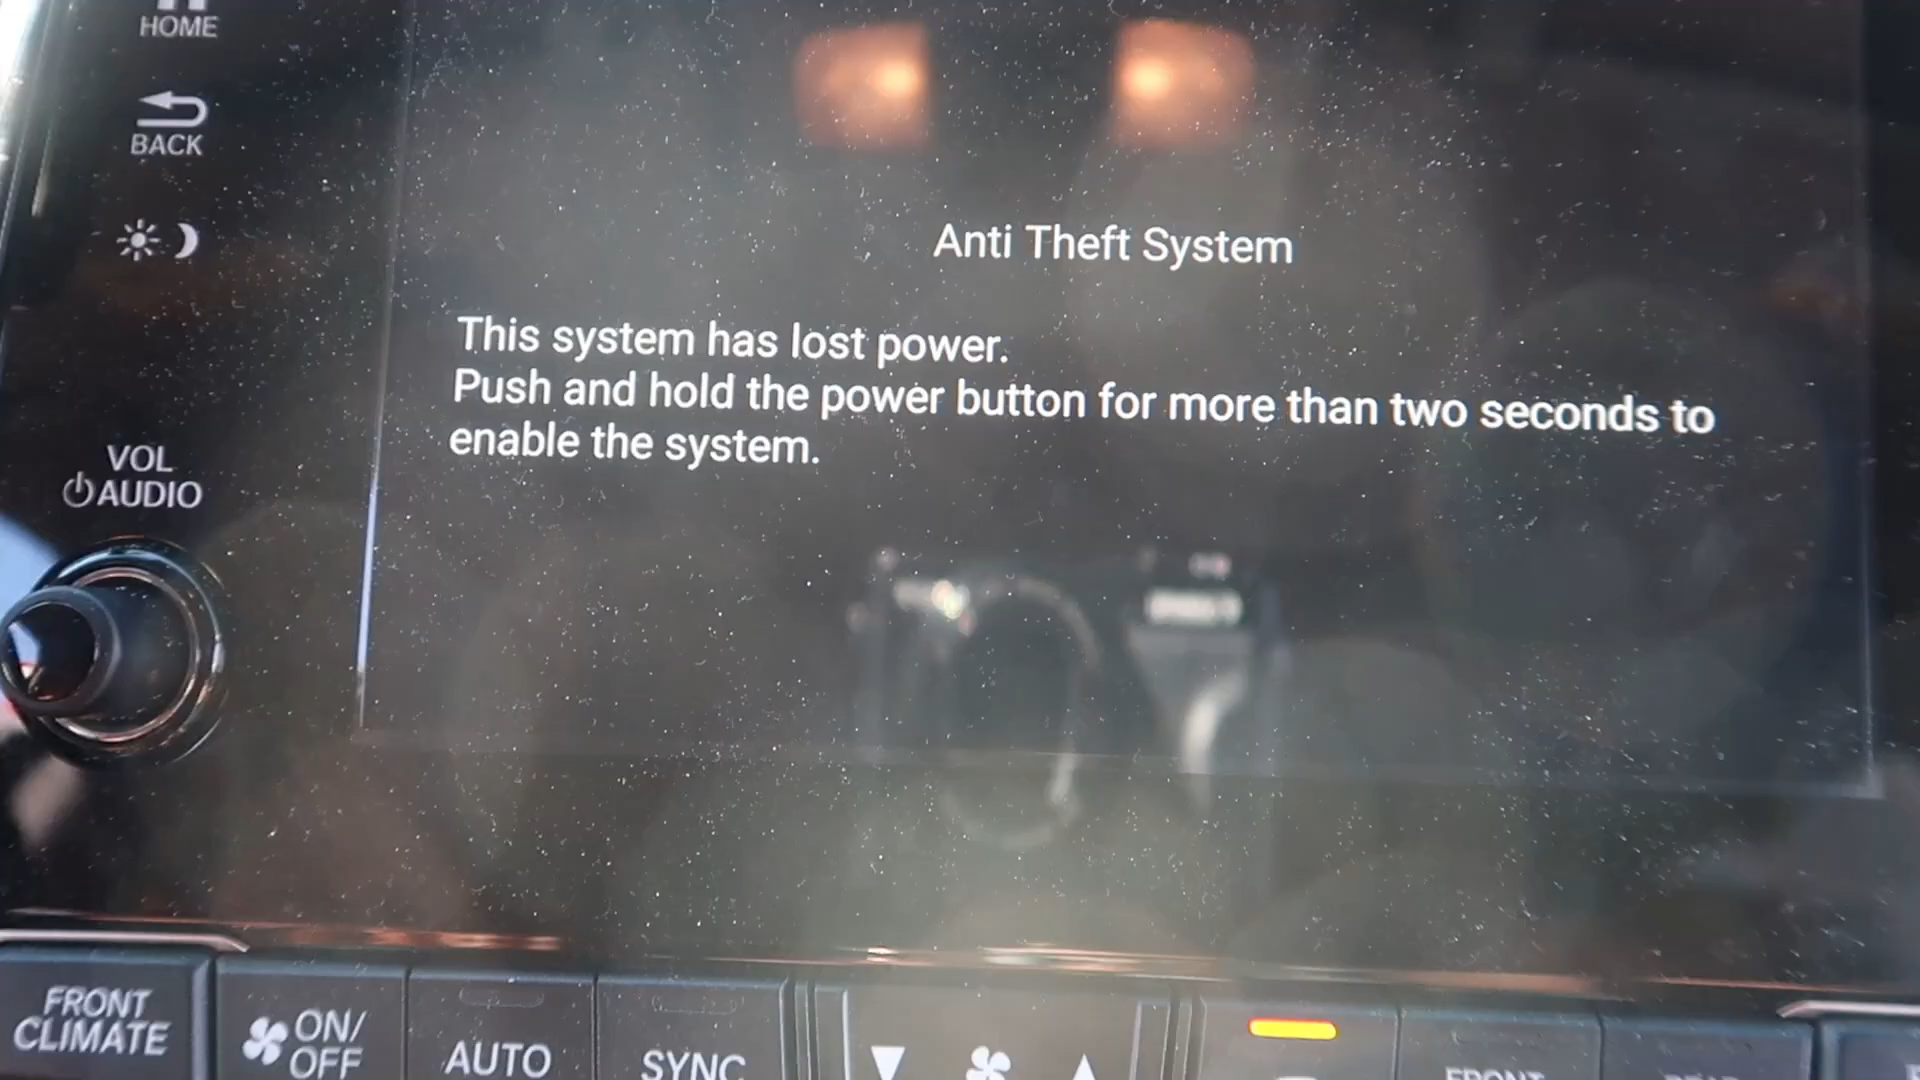 HOME
BACK
Anti Theft System
This system has lost power.
Push and hold the power button for more than two seconds to
enable the system.
VOL
AUDIO
FRONT
CLIMATE
ON/
OFF
AUTO
SYNC
FRONT